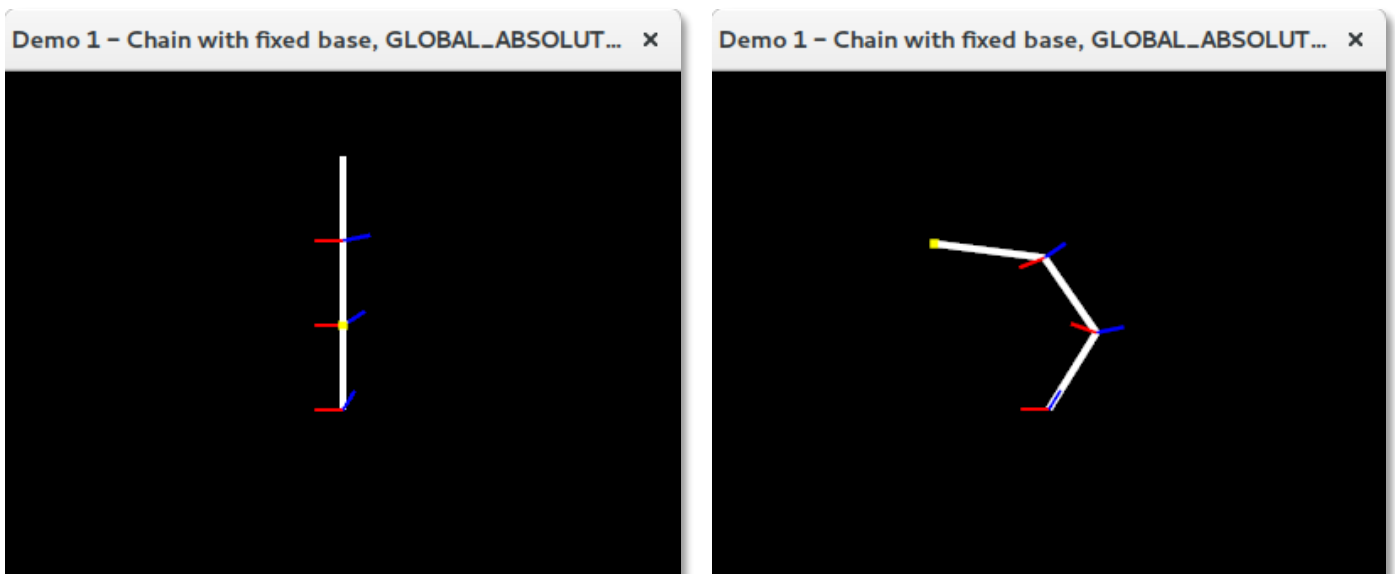 Demo 1 – Chain with fixed base, GLOBAL_ABSOLUT...
Demo 1 – Chain with fixed base, GLOBAL_ABSOLUT...